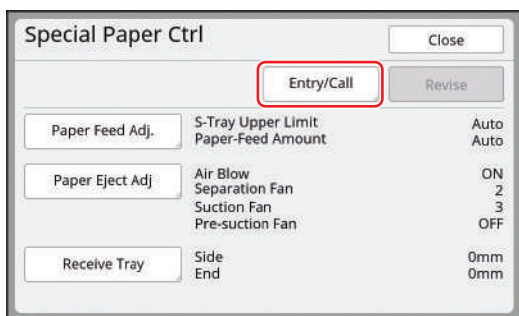 Special Paper Ctrl
Close
Entry/Call
Revise
Paper Feed Adj.
S-Tray Upper Limit Auto
Paper-Feed Amount Auto
Paper Eject Adj
Air Blow ON
Separation Fan 2
Suction Fan 3
Pre-suction Fan OFF
Receive Tray
Side 0mm
End 0mm